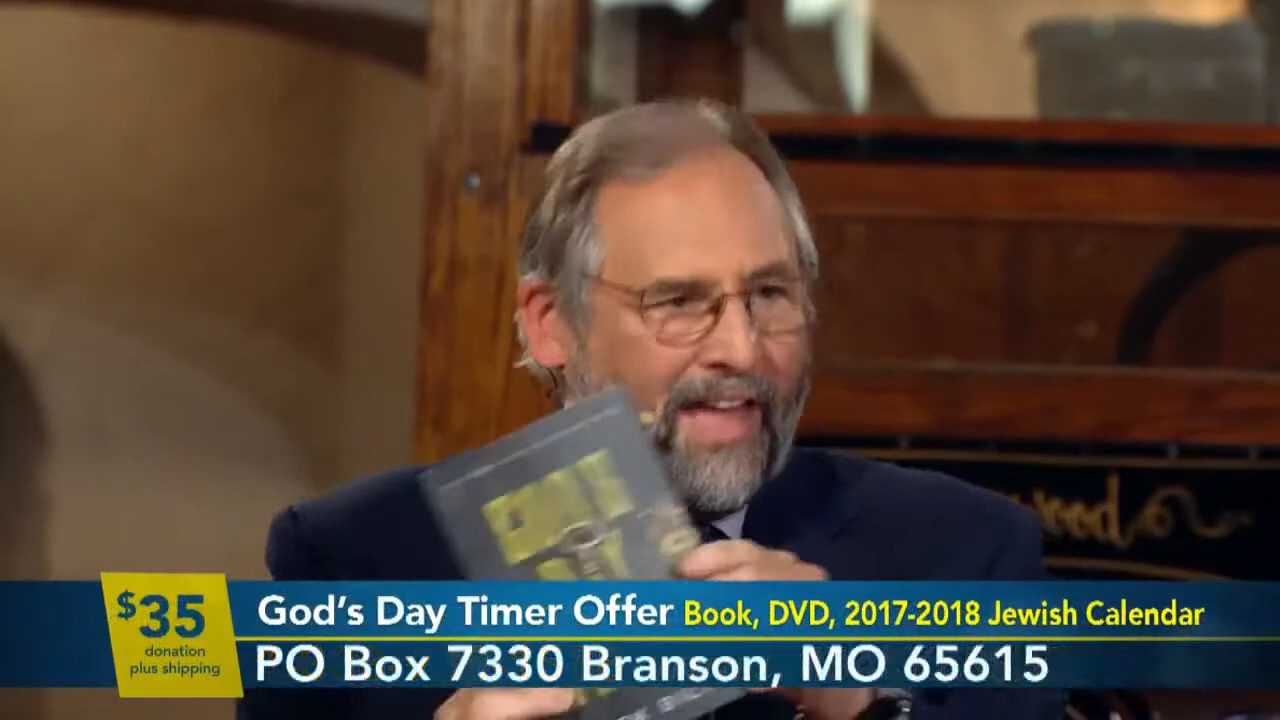 $35
donation
plus shipping
God's Day Timer Offer Book, DVD, 2017-2018 Jewish Calendar
PO Box 7330 Branson, MO 65615